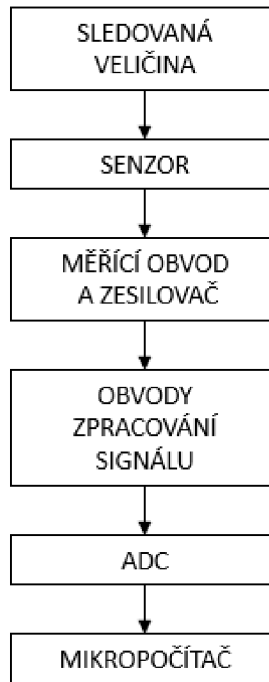 SLEDOVANÁ
VELIČINA
SENZOR
MĚŘÍCÍ OBVOD
A ZESILOVAČ
OBVODY
ZPRACOVÁNÍ
SIGNÁLU
ADC
MIKROPOČÍTAČ